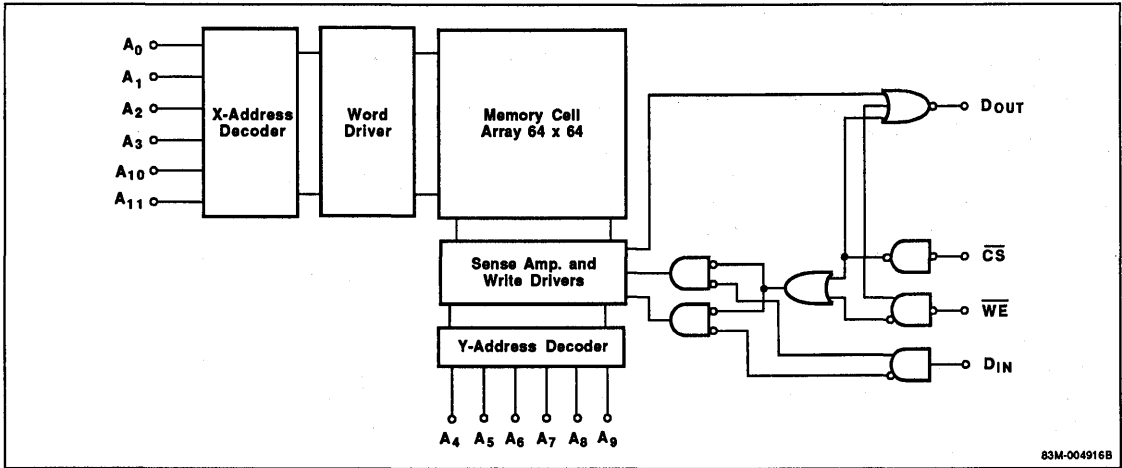 A0
A1
A2
A3
A10
A11
X-Address
Decoder
Word
Driver
Memory Cell
Array 64 x 64
DOUT
Sense Amp. and
Write Drivers
CS
WE
DIN
Y-Address Decoder
A4 A5 A6 A7 A8 A9
83M-004916B